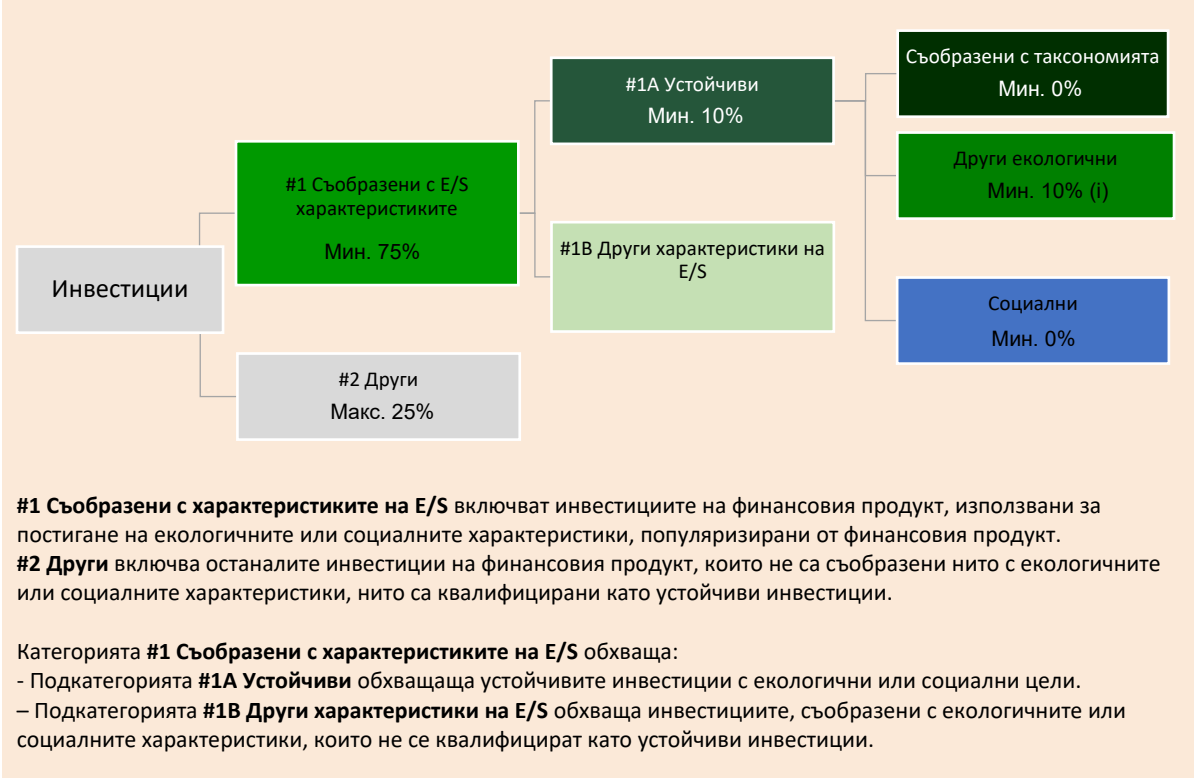 Инвестиции
#1 Съобразени с E/S
характеристиките
Мин. 75%
#2 Други
Макс. 25%
#1A Устойчиви
Мин. 10%
#1B Други характеристики на
E/S
Съобразени с таксономията
Мин. 0%
Други екологични
Мин. 10% (i)
Социални
Мин. 0%
#1 Съобразени с характеристиките на E/S включват инвестициите на финансовия продукт, използвани за
постигане на екологичните или социалните характеристики, популяризирани от финансовия продукт.
#2 Други включва останалите инвестиции на финансовия продукт, които не са съобразени нито с екологичните
или социалните характеристики, нито са квалифицирани като устойчиви инвестиции.
Категорията #1 Съобразени с характеристиките на E/S обхваща:
- Подкатегорията #1A Устойчиви обхващаща устойчивите инвестиции с екологични или социални цели.
– Подкатегорията #1B Други характеристики на E/S обхваща инвестициите, съобразени с екологичните или
социалните характеристики, които не се квалифицират като устойчиви инвестиции.